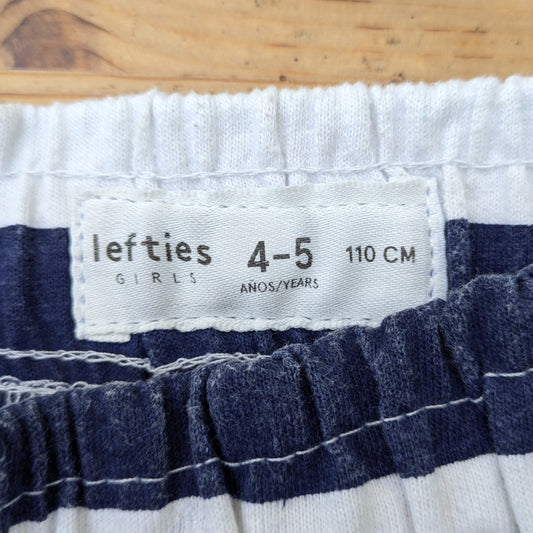 lefties
GIRLS
4-5
AÑOS/YEARS
110 CM